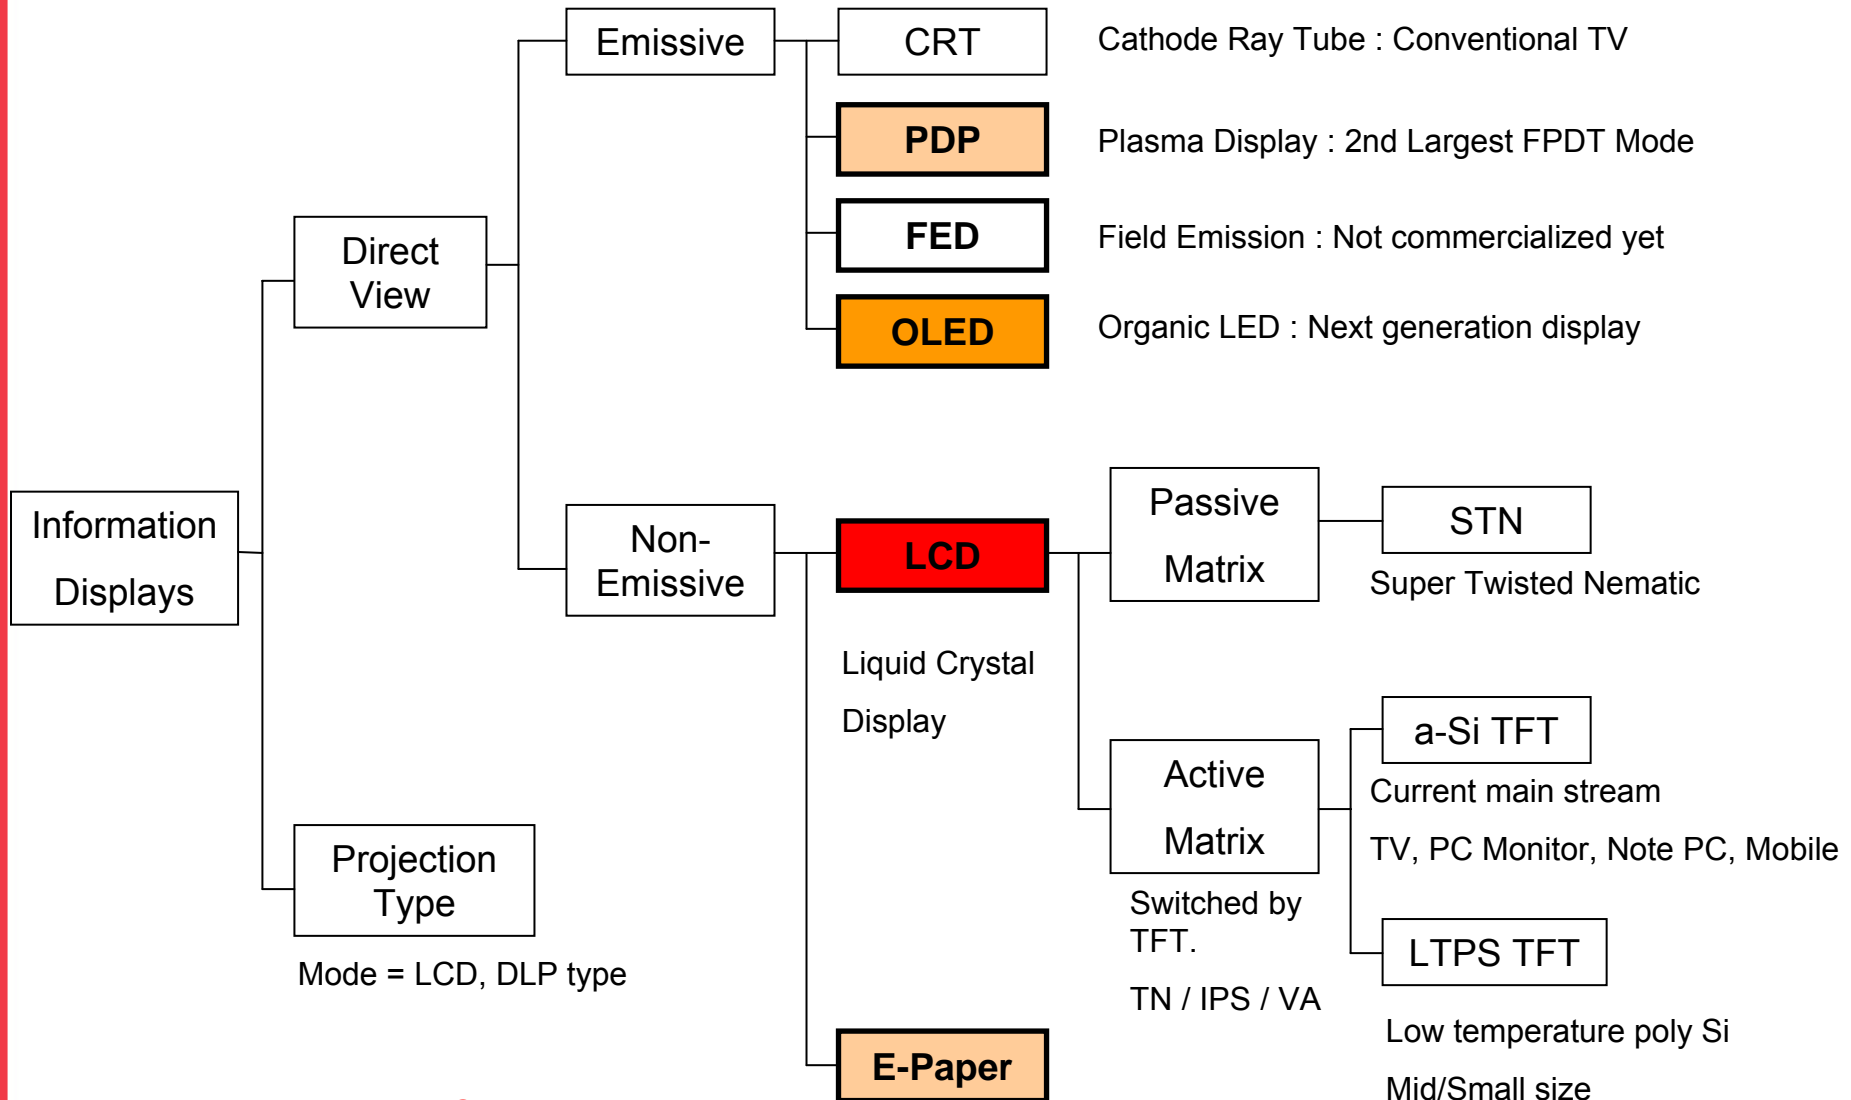 Emissive
CRT
Cathode Ray Tube : Conventional TV
PDP
Plasma Display : 2nd Largest FPDT Mode
FED
Field Emission : Not commercialized yet
OLED
Organic LED : Next generation display
Direct
View
Information
Displays
Non-
Emissive
LCD
Liquid Crystal
Display
Passive
Matrix
STN
Super Twisted Nematic
Active
Matrix
Switched by
TFT.
TN / IPS / VA
a-Si TFT
Current main stream
TV, PC Monitor, Note PC, Mobile
LTPS TFT
Low temperature poly Si
Mid/Small size
Projection
Type
Mode = LCD, DLP type
E-Paper